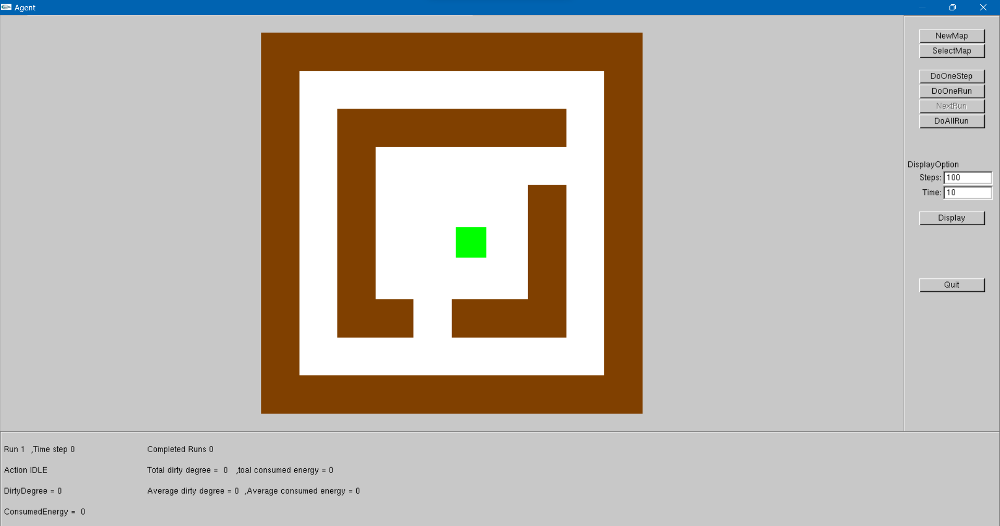 Agent
NewMap
SelectMap
DoOneStep
DoOneRun
NextRun
DoAllRun
DisplayOption
Steps: 100
Time: 10
Display
Quit
Run 1 ,Time step 0
Completed Runs 0
Action IDLE
Total dirty degree = 0 ,toal consumed energy = 0
DirtyDegree = 0
Average dirty degree = 0 ,Average consumed energy = 0
ConsumedEnergy = 0